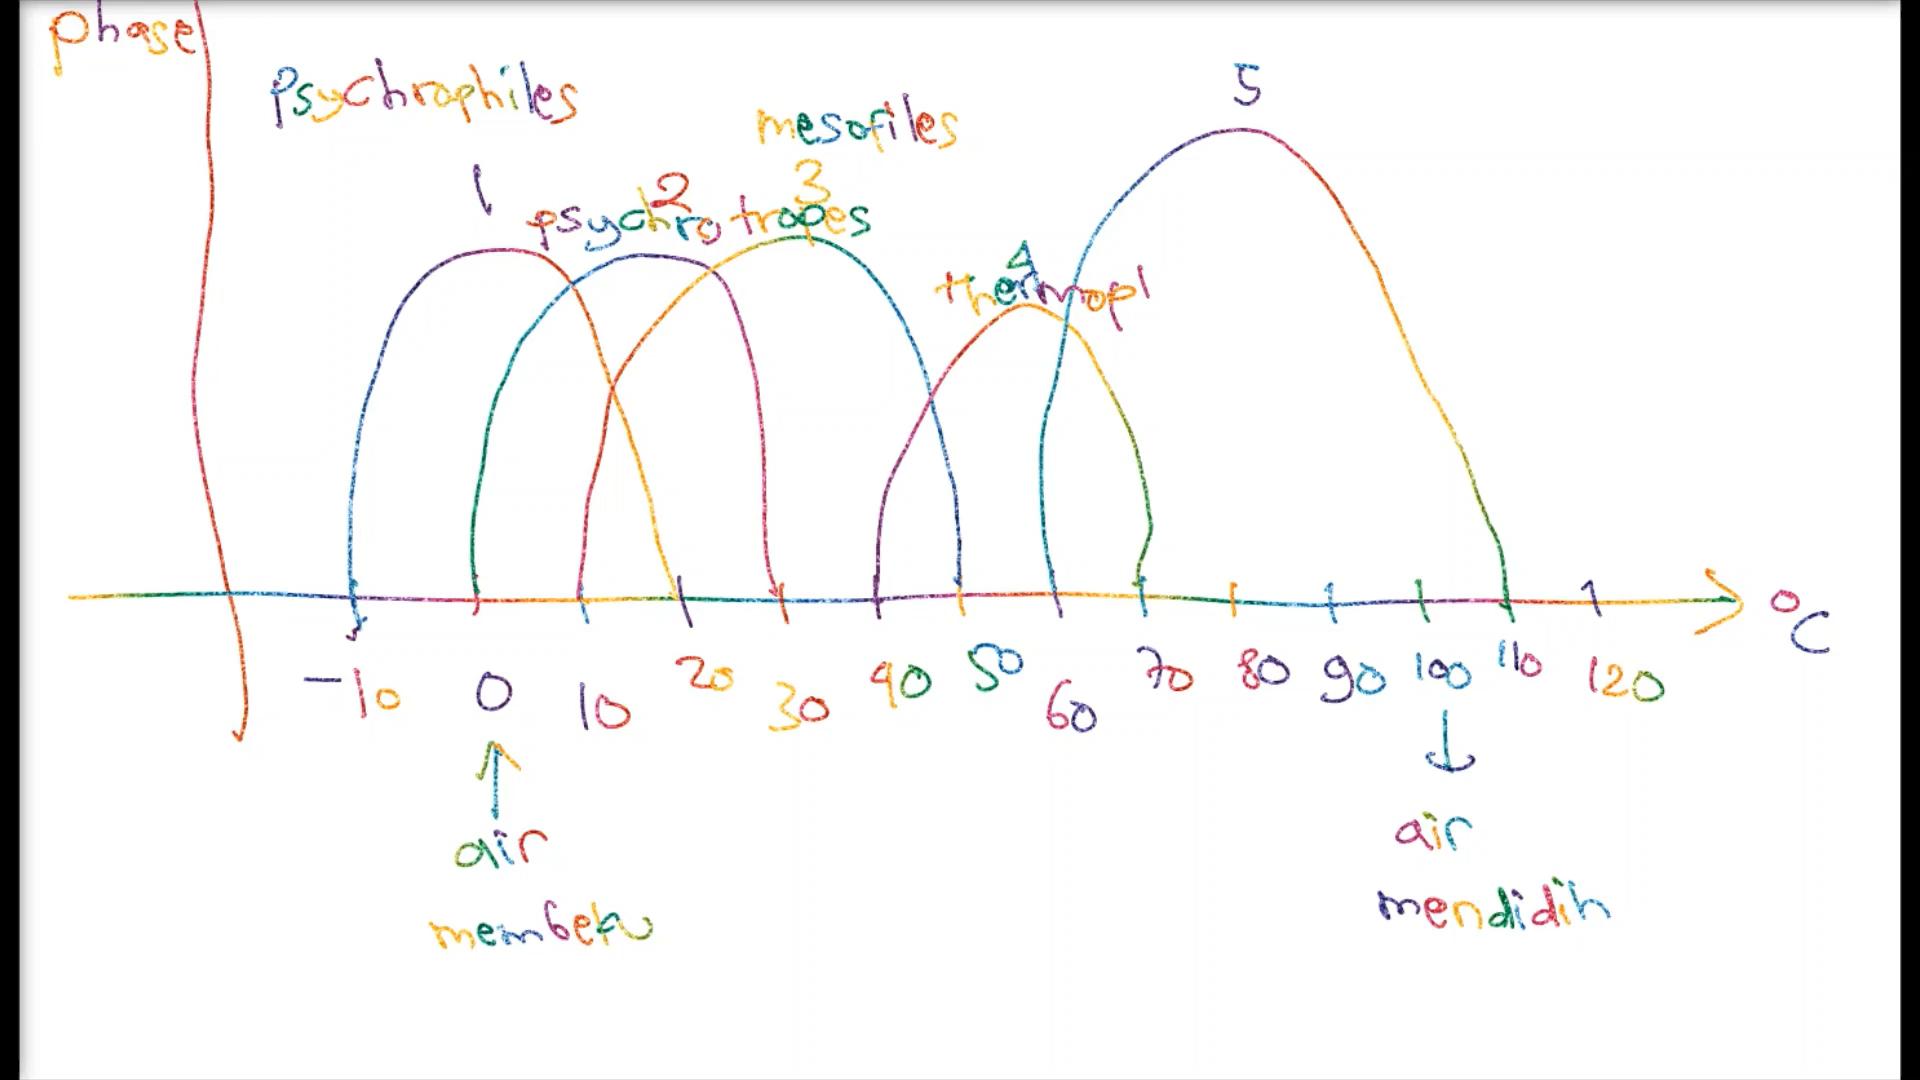 phase
Psychrophiles
5
mesofiles
1
2
3
psychrotropes
4
thermopl
-10 0 10 20 30 40 50 60 70 80 90 100 110 120 °C
air
membeku
air
mendidih